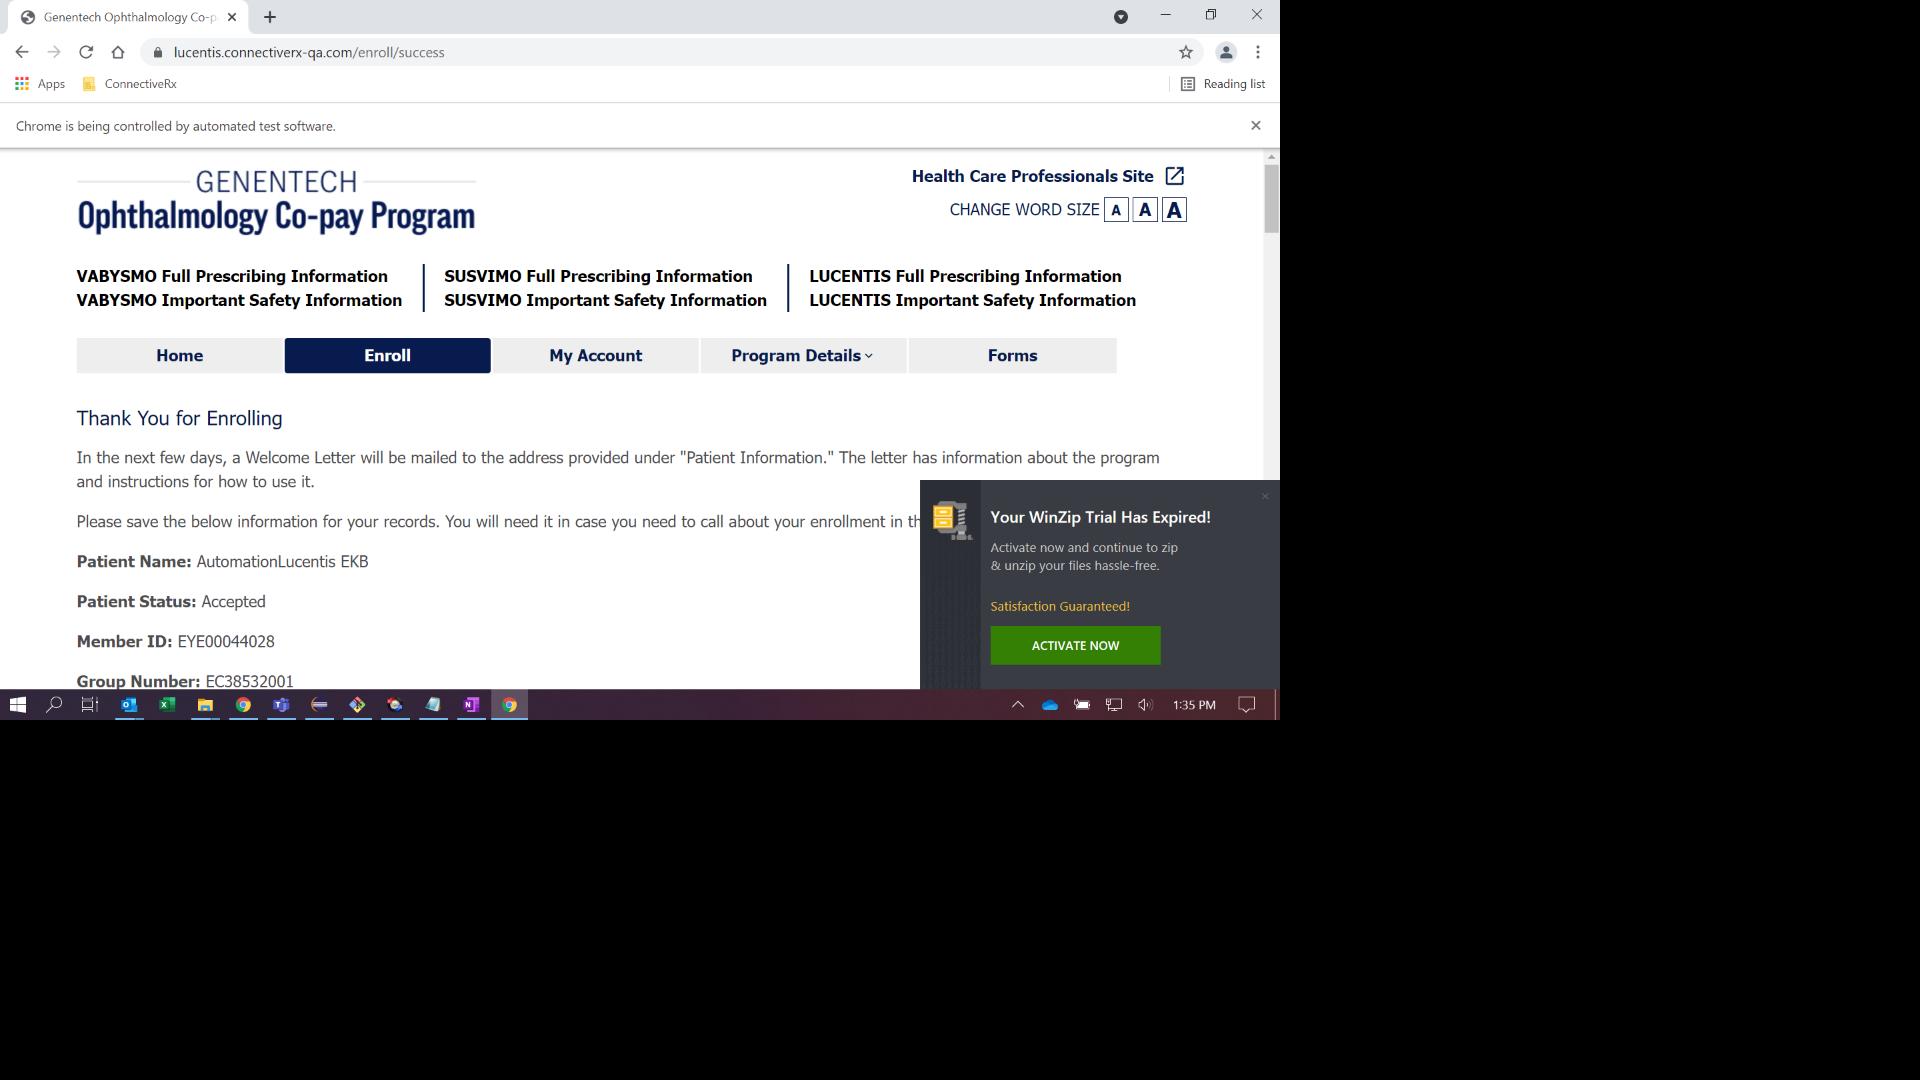 Genentech Ophthalmology Co-p
lucentis.connectiverx-qa.com/enroll/success
Apps ConnectiveRx Reading list
Chrome is being controlled by automated test software.
GENENTECH
Ophthalmology Co-pay Program
Health Care Professionals Site
CHANGE WORD SIZE A A A
VABYSMO Full Prescribing Information
VABYSMO Important Safety Information
SUSVIMO Full Prescribing Information
SUSVIMO Important Safety Information
LUCENTIS Full Prescribing Information
LUCENTIS Important Safety Information
Home Enroll My Account Program Details Forms
Thank You for Enrolling
In the next few days, a Welcome Letter will be mailed to the address provided under "Patient Information." The letter has information about the program
and instructions for how to use it.
Please save the below information for your records. You will need it in case you need to call about your enrollment in th
Patient Name: AutomationLucentis EKB
Patient Status: Accepted
Member ID: EYE00044028
Group Number: EC38532001
Your WinZip Trial Has Expired!
Activate now and continue to zip
& unzip your files hassle-free.
Satisfaction Guaranteed!
ACTIVATE NOW
1:35 PM